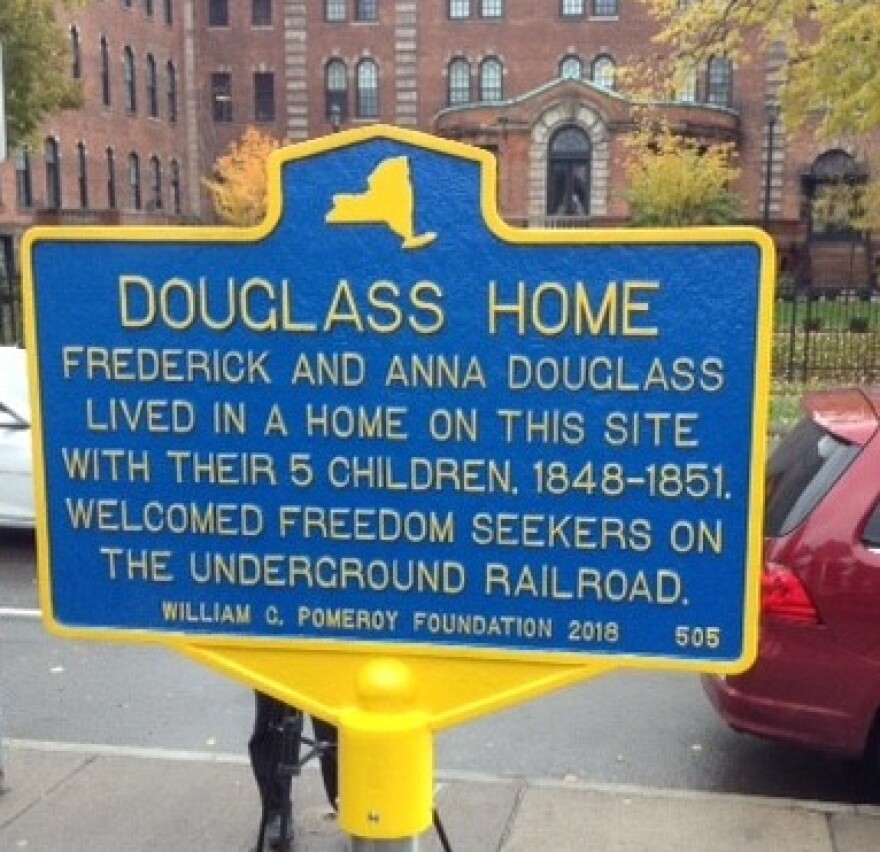 DOUGLASS HOME
FREDERICK AND ANNA DOUGLASS
LIVED IN A HOME ON THIS SITE
WITH THEIR 5 CHILDREN, 1848-1851.
WELCOMED FREEDOM SEEKERS ON
THE UNDERGROUND RAILROAD.
WILLIAM C. POMEROY FOUNDATION 2018 505